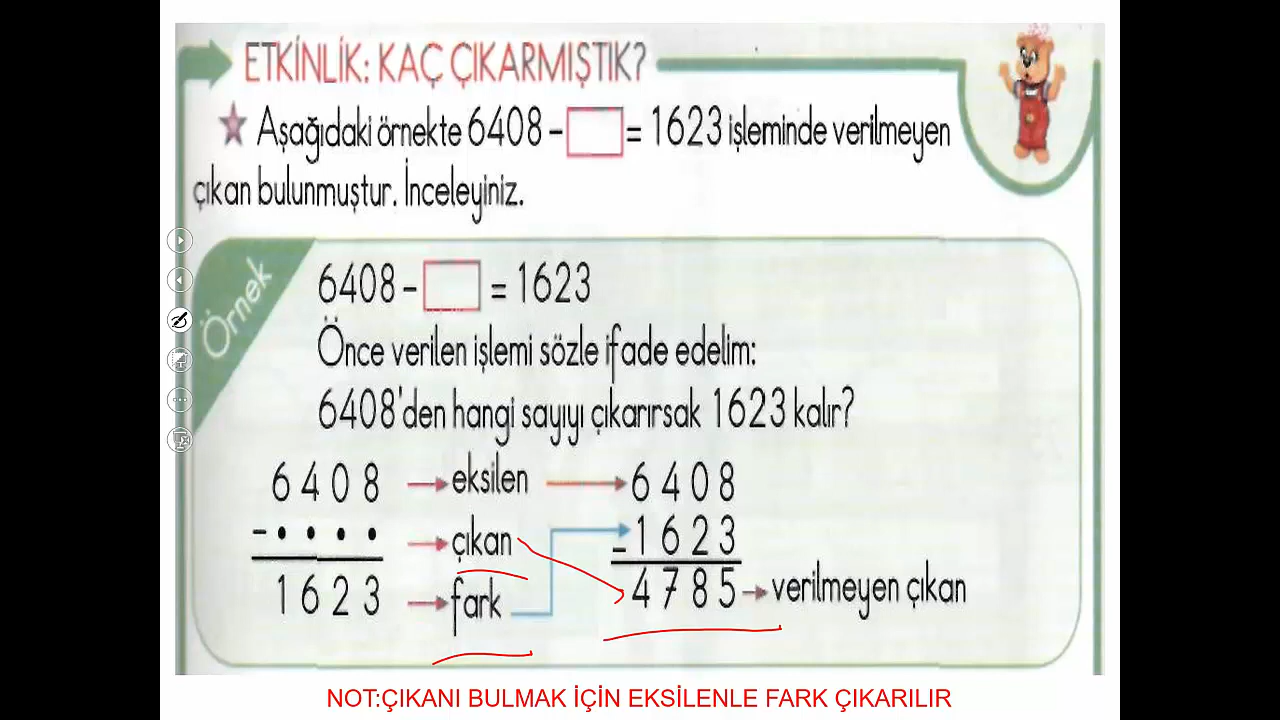 ETKİNLİK: KAÇ ÇIKARMIŞTIK?
Aşağıdaki örnekte 6408 - = 1623 işleminde verilmeyen
çıkan bulunmuştur. İnceleyiniz.
Örnek
6408 - = 1623
Önce verilen işlemi sözle ifade edelim:
6408'den hangi sayıyı çıkarırsak 1623 kalır?
6408 eksilen 6408
- • • • • çıkan - 1623
1623 fark 4785 verilmeyen çıkan
NOT:ÇIKANI BULMAK İÇİN EKSİLENLE FARK ÇIKARILIR